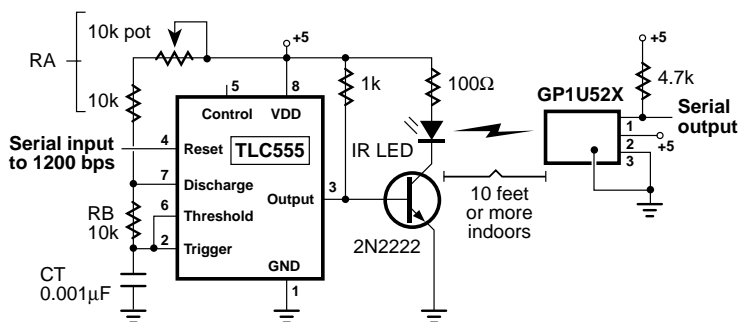 10k pot
RA
10k
+5
5
8
Control VDD
1k
100Ω
+5
4.7k
GP1U52X
Serial
output
1
+5
2
3
Serial input
to 1200 bps
4
Reset
TLC555
IR LED
7
Discharge
3
Output
6
Threshold
RB
10k
2
Trigger
10 feet
or more
indoors
2N2222
GND
1
CT
0.001µF